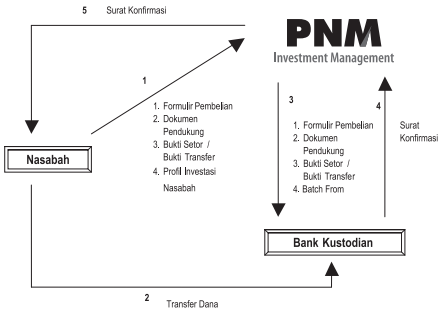 5 Surat Konfirmasi
PNM
Investment Management
1
1. Formulir Pembelian
2. Dokumen
Pendukung
3. Bukti Setor /
Bukti Transfer
4. Profil Investasi
Nasabah
3
1. Formulir Pembelian
2. Dokumen
Pendukung
3. Bukti Setor /
Bukti Transfer
4. Batch From
4
Surat
Konfirmasi
Nasabah
Bank Kustodian
2 Transfer Dana